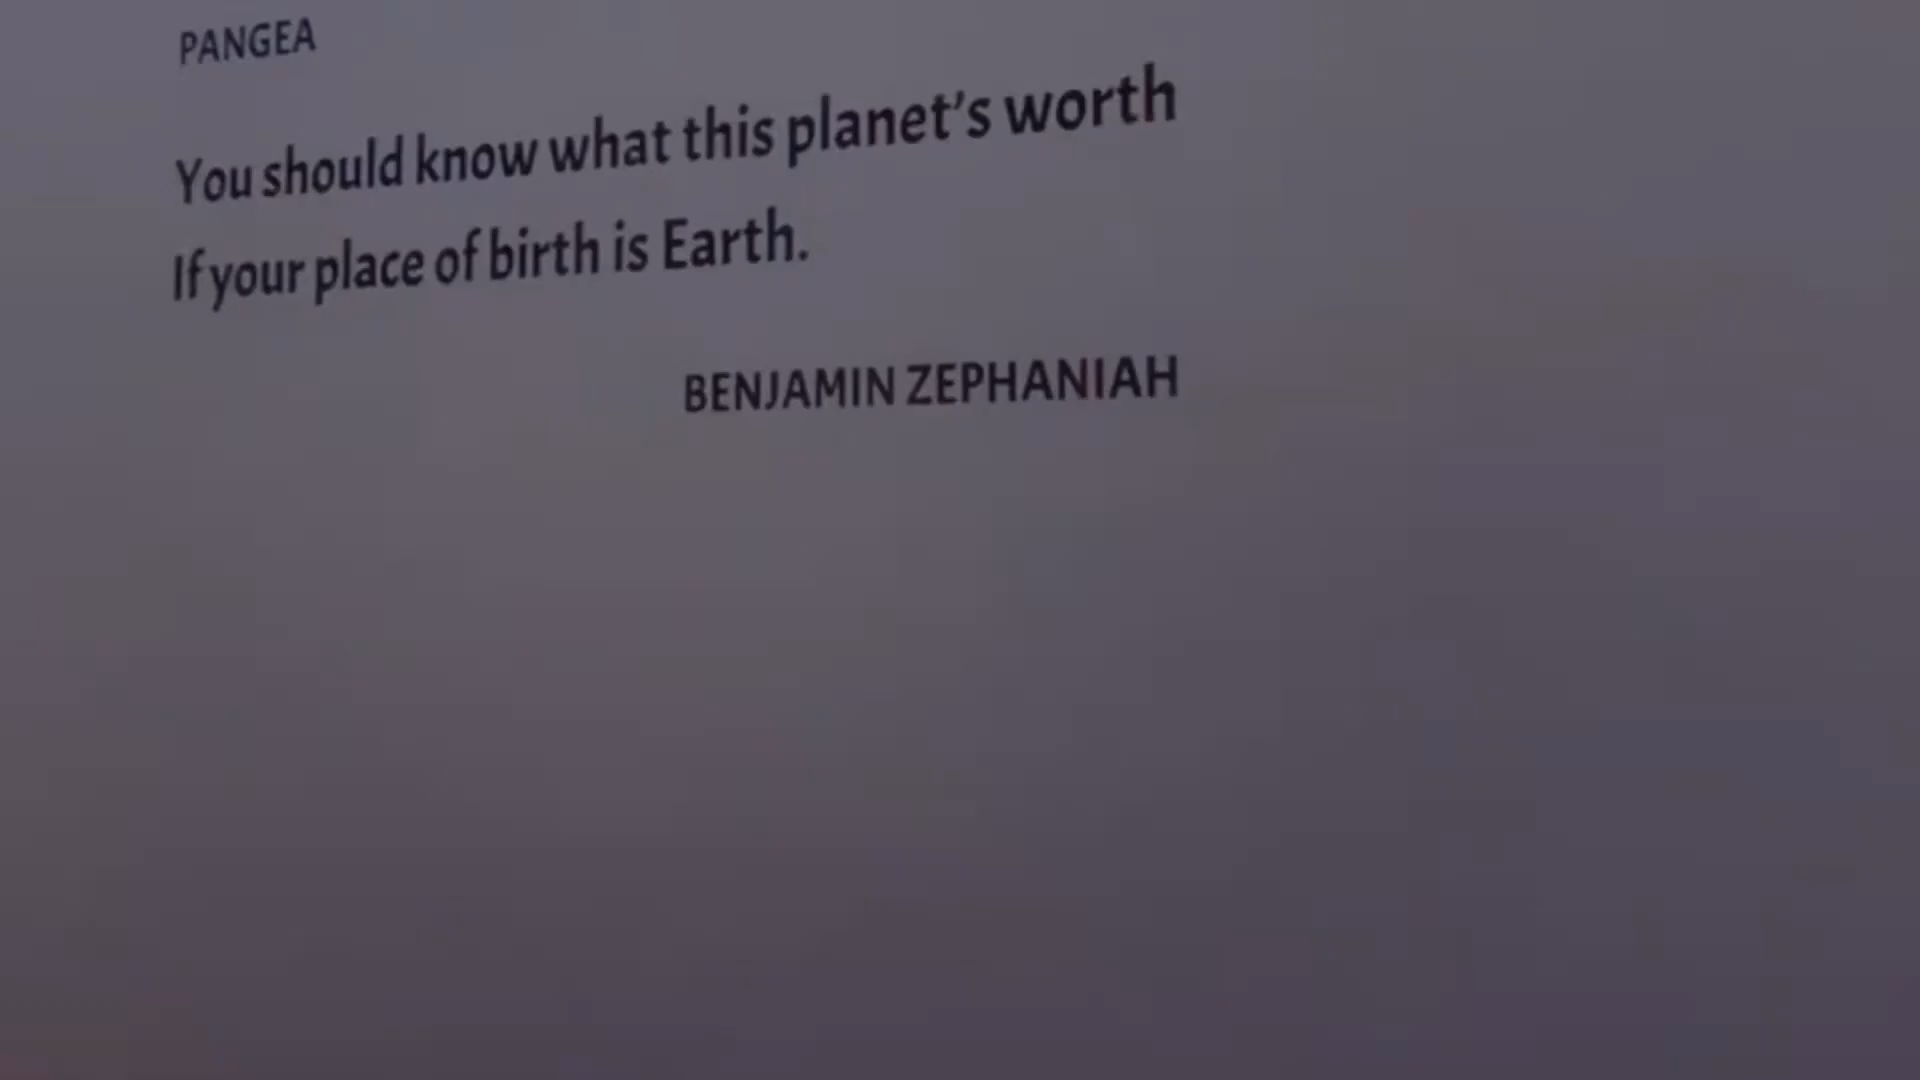 PANGEA
You should know what this planet’s worth
If your place of birth is Earth.
BENJAMIN ZEPHANIAH